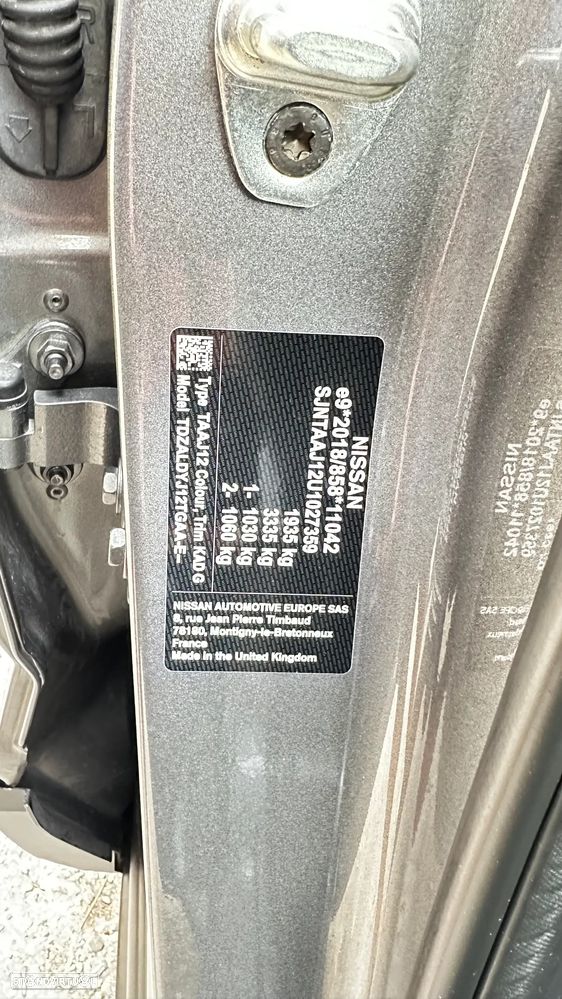 NISSAN
e9*2018/858*11042
SJNTAAJ12U1027359
1935 kg
3335 kg
1- 1030 kg
2- 1060 kg
Type TAAJ12 Colour, Trim KAD G
NISSAN AUTOMOTIVE EUROPE SAS
8, rue Jean Pierre Timbaud
78180, Montigny-le-Bretonneux
France
Made in the United Kingdom